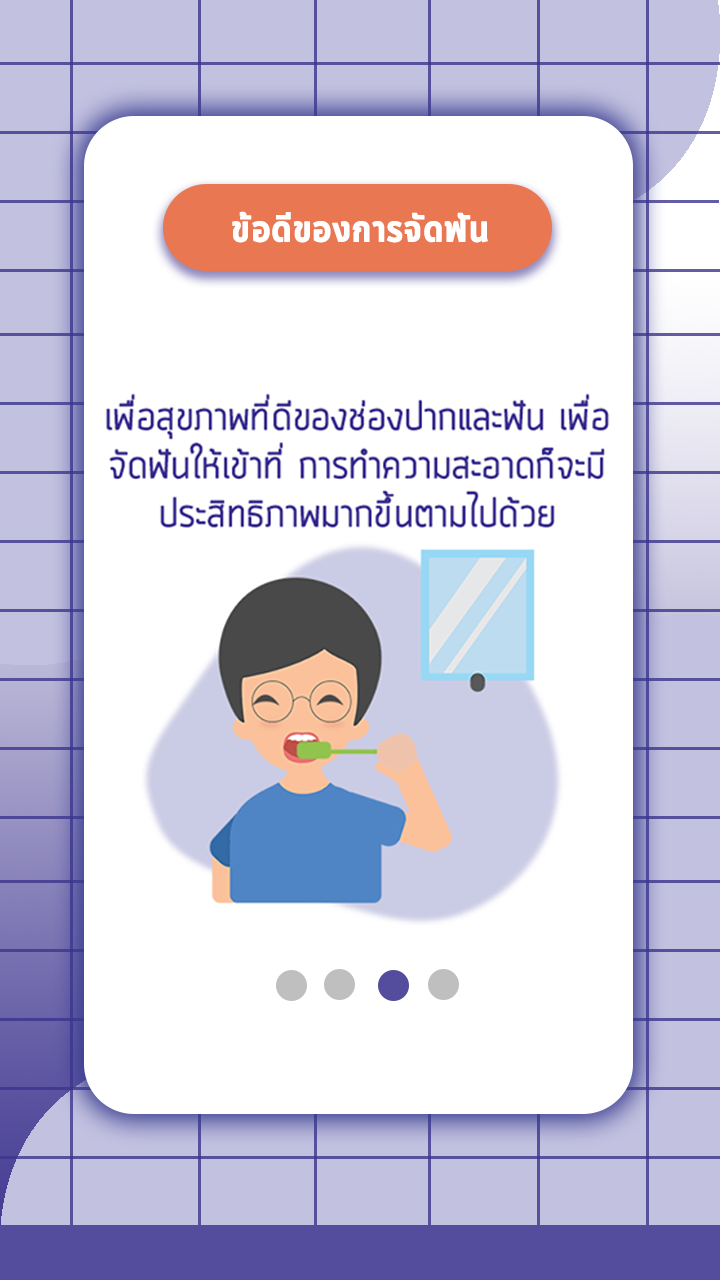 ข้อดีของการจัดฟัน
เพื่อสุขภาพที่ดีของช่องปากและฟัน เพื่อ
จัดฟันให้เข้าที่ การทำความสะอาดก็จะมี
ประสิทธิภาพมากขึ้นตามไปด้วย